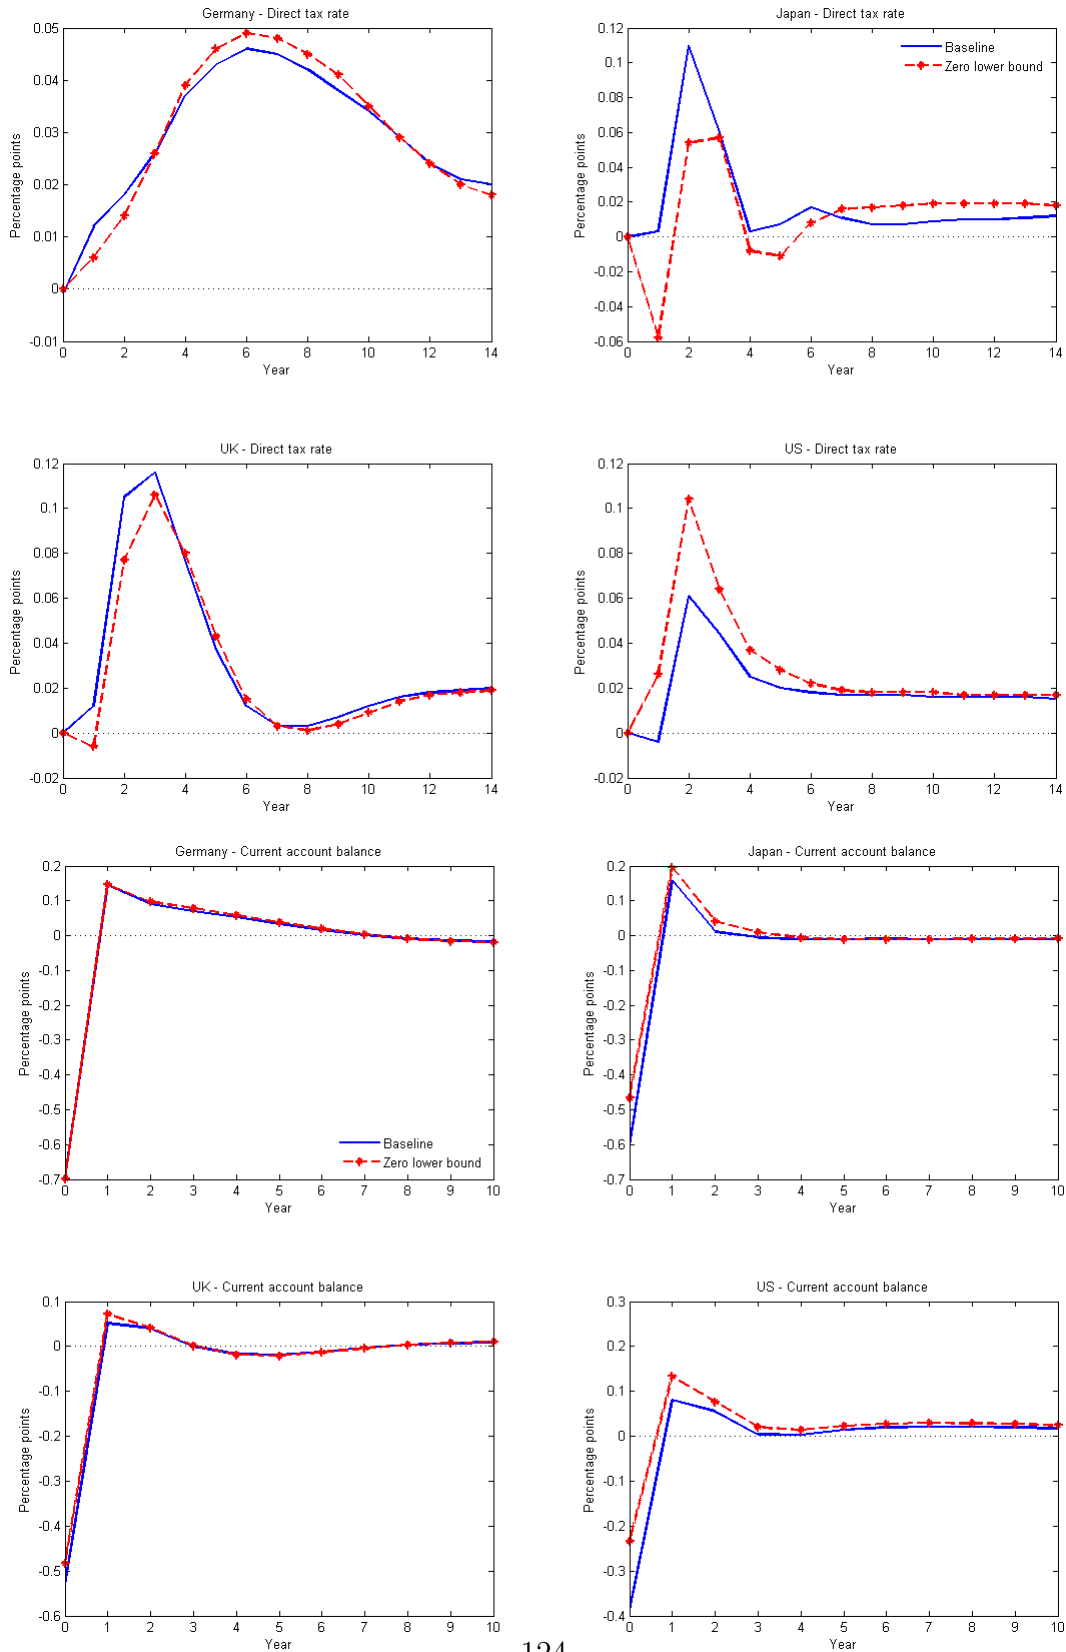 Germany - Direct tax rate
0.05
0.04
0.03
0.02
0.01
0
-0.01
Percentage points
0 2 4 6 8 10 12 14
Year
Japan - Direct tax rate
0.12
0.1
0.08
0.06
0.04
0.02
0
-0.02
-0.04
-0.06
Percentage points
Baseline
Zero lower bound
0 2 4 6 8 10 12 14
Year
UK - Direct tax rate
0.12
0.1
0.08
0.06
0.04
0.02
0
-0.02
Percentage points
0 2 4 6 8 10 12 14
Year
US - Direct tax rate
0.12
0.1
0.08
0.06
0.04
0.02
0
-0.02
Percentage points
0 2 4 6 8 10 12 14
Year
Germany - Current account balance
0.2
0.1
0
-0.1
-0.2
-0.3
-0.4
-0.5
-0.6
-0.7
Percentage points
Baseline
Zero lower bound
0 1 2 3 4 5 6 7 8 9 10
Year
Japan - Current account balance
0.2
0.1
0
-0.1
-0.2
-0.3
-0.4
-0.5
-0.6
-0.7
Percentage points
0 1 2 3 4 5 6 7 8 9 10
Year
UK - Current account balance
0.1
0
-0.1
-0.2
-0.3
-0.4
-0.5
-0.6
Percentage points
0 1 2 3 4 5 6 7 8 9 10
Year
US - Current account balance
0.3
0.2
0.1
0
-0.1
-0.2
-0.3
-0.4
Percentage points
0 1 2 3 4 5 6 7 8 9 10
Year
124